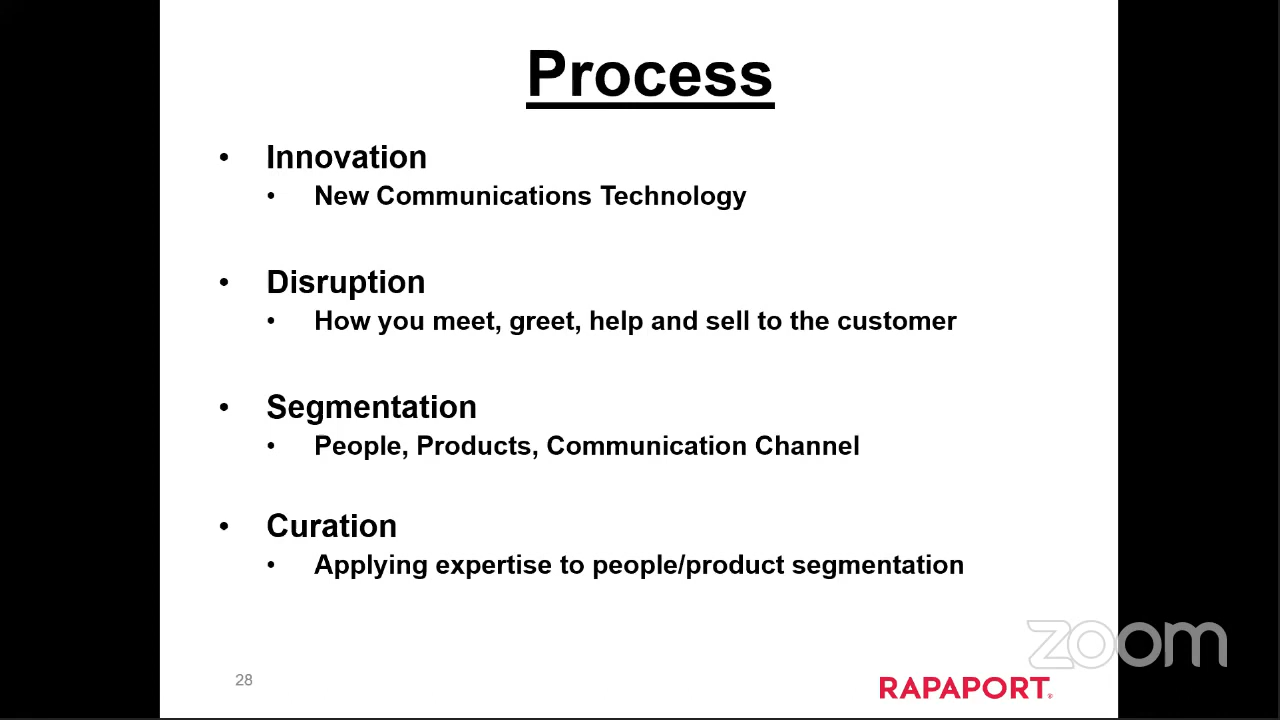 Process
• Innovation
• New Communications Technology
• Disruption
• How you meet, greet, help and sell to the customer
• Segmentation
• People, Products, Communication Channel
• Curation
• Applying expertise to people/product segmentation
zoom
28
RAPAPORT®